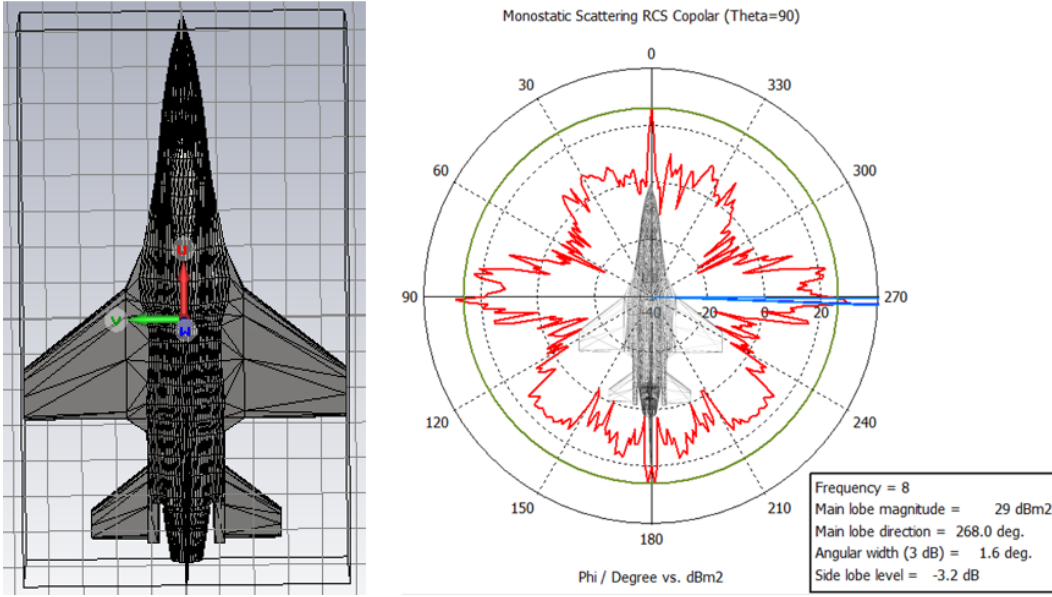 U
V
W
Monostatic Scattering RCS Copolar (Theta=90)
0
30
330
60
300
90
-40
-20
0
20
270
120
240
150
210
180
Phi / Degree vs. dBm2
Frequency = 8
Main lobe magnitude = 29 dBm2
Main lobe direction = 268.0 deg.
Angular width (3 dB) = 1.6 deg.
Side lobe level = -3.2 dB